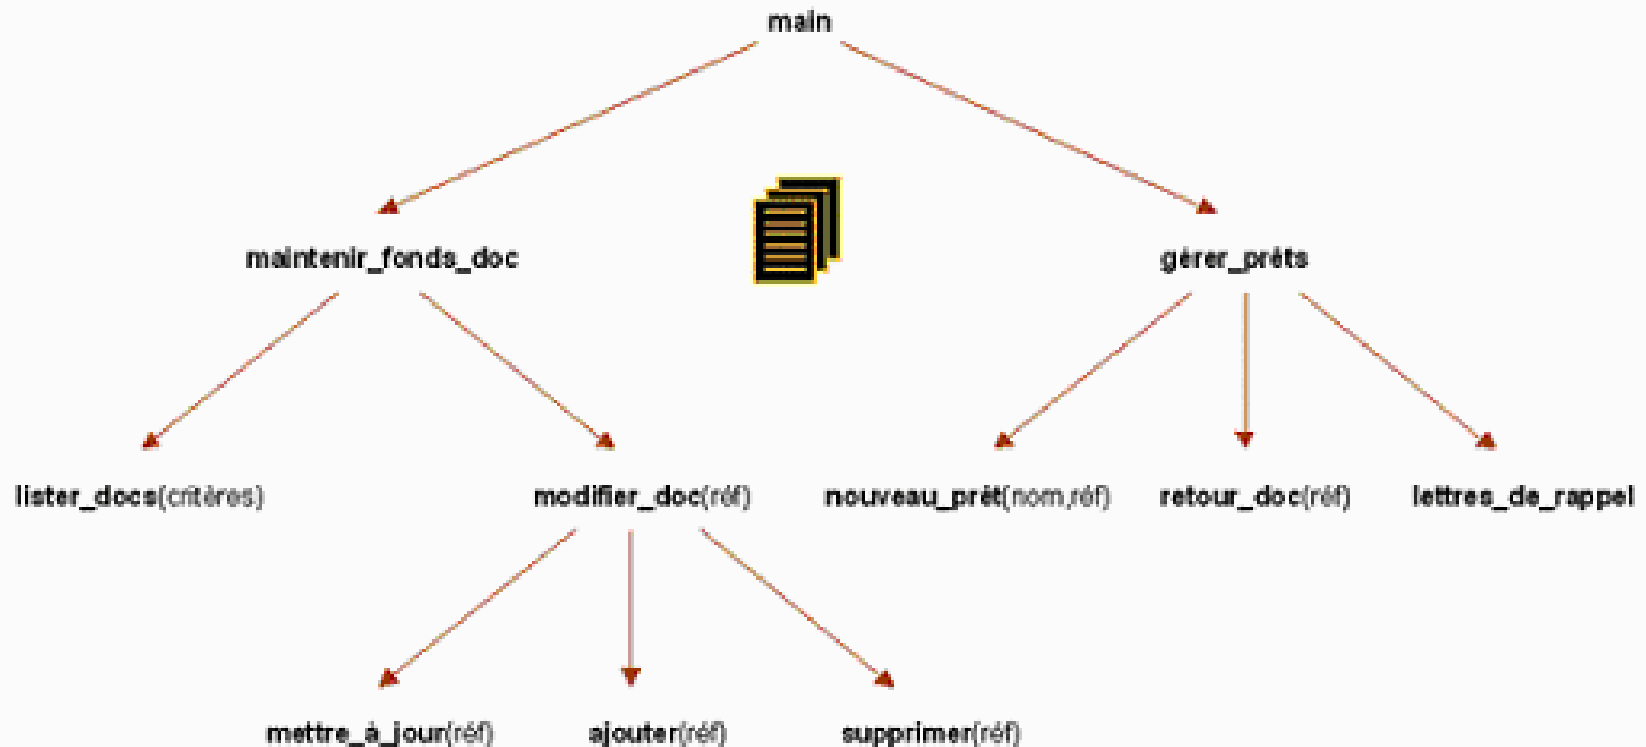 main
maintenir_fonds_doc
gérer_prêts
lister_docs(critères)
modifier_doc(réf)
nouveau_prêt(nom,réf)
retour_doc(réf)
lettres_de_rappel
mettre_à_jour(réf)
ajouter(réf)
supprimer(réf)